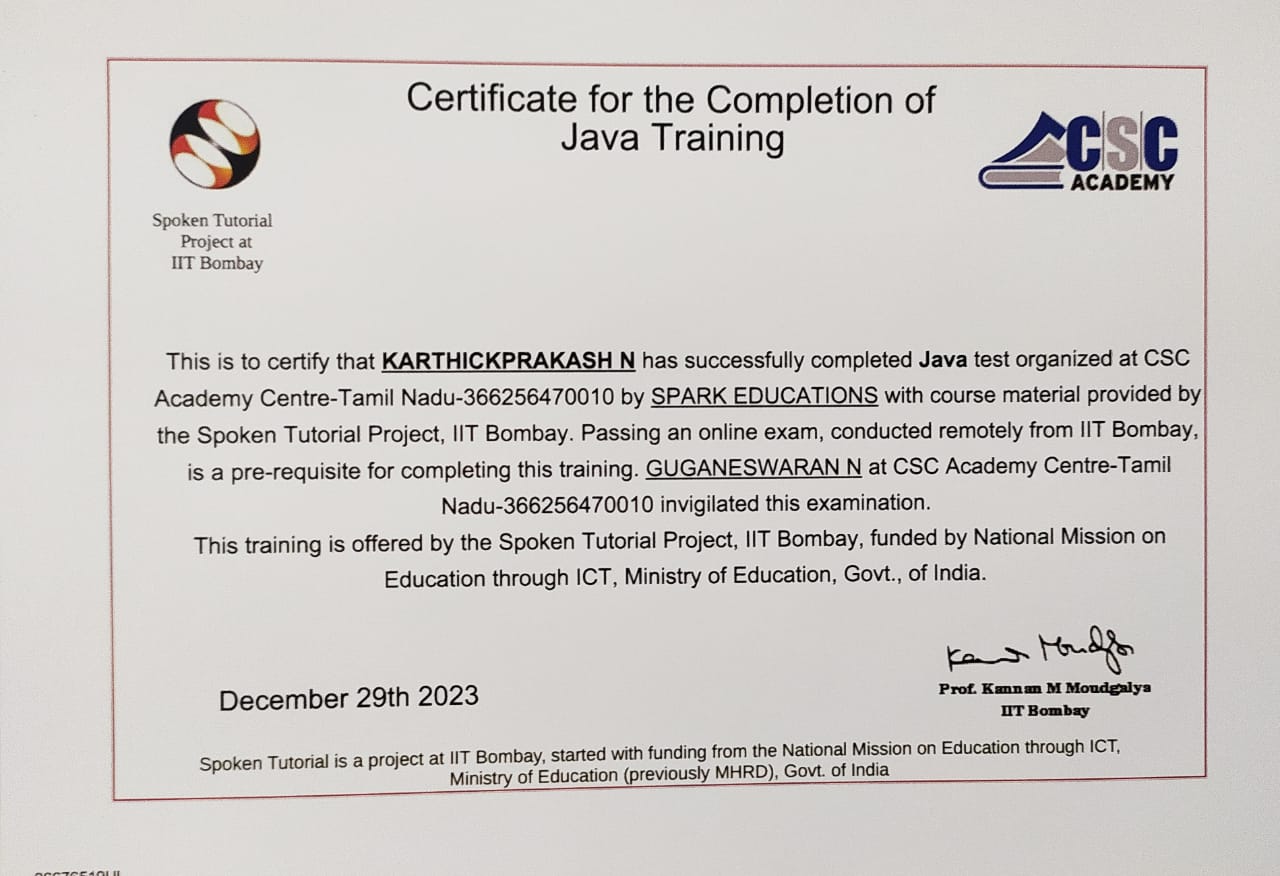 Certificate for the Completion of
Java Training
CSC
ACADEMY
Spoken Tutorial
Project at
IIT Bombay
This is to certify that KARTHICKPRAKASH N has successfully completed Java test organized at CSC
Academy Centre-Tamil Nadu-366256470010 by SPARK EDUCATIONS with course material provided by
the Spoken Tutorial Project, IIT Bombay. Passing an online exam, conducted remotely from IIT Bombay,
is a pre-requisite for completing this training. GUGANESWARAN N at CSC Academy Centre-Tamil
Nadu-366256470010 invigilated this examination.
This training is offered by the Spoken Tutorial Project, IIT Bombay, funded by National Mission on
Education through ICT, Ministry of Education, Govt., of India.
December 29th 2023
Prof. Kannan M Moudgalya
IIT Bombay
Spoken Tutorial is a project at IIT Bombay, started with funding from the National Mission on Education through ICT,
Ministry of Education (previously MHRD), Govt. of India